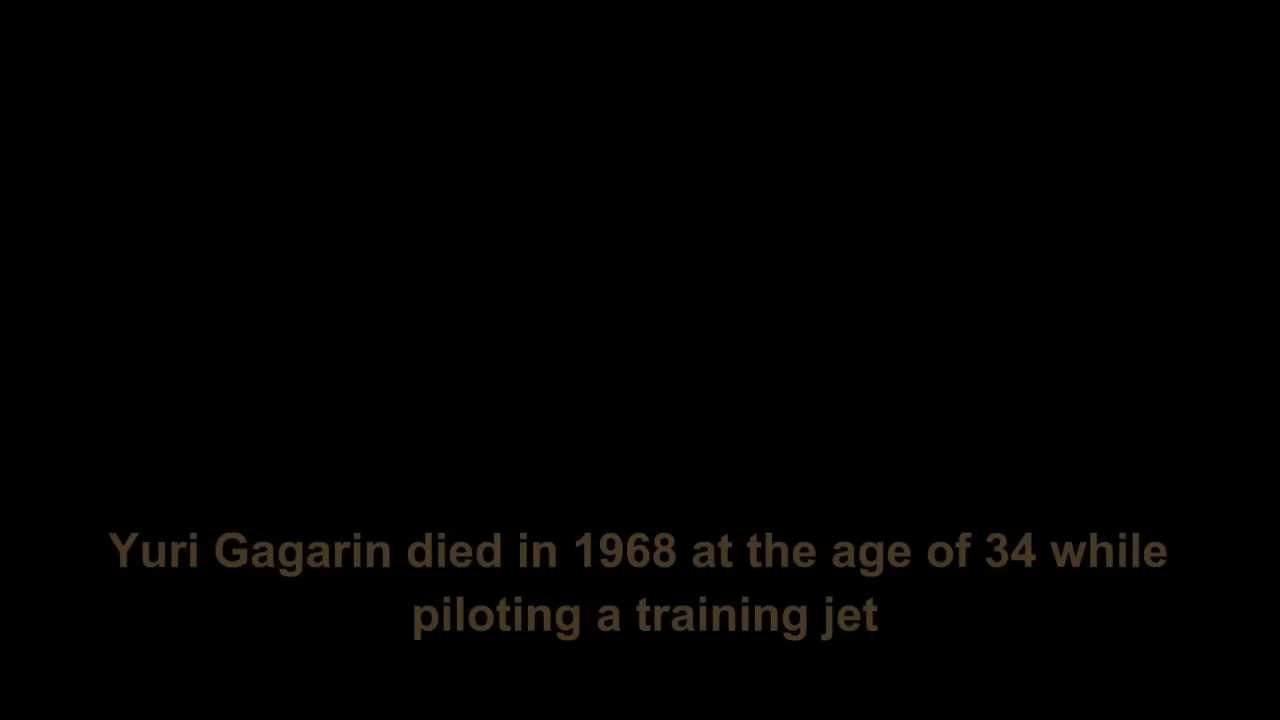 Yuri Gagarin died in 1968 at the age of 34 while
piloting a training jet